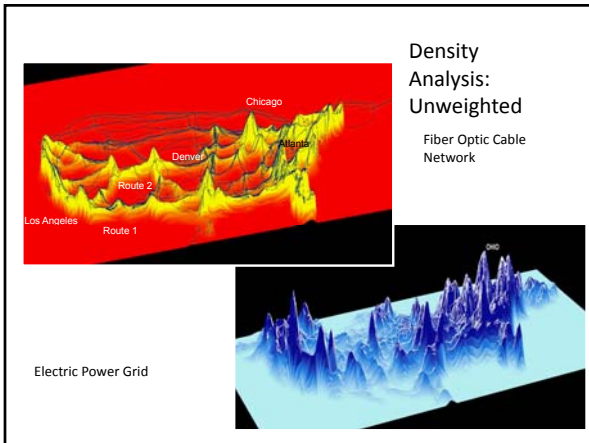 Density
Analysis:
Unweighted
Fiber Optic Cable
Network
Chicago
Atlanta
Denver
Route 2
Los Angeles
Route 1
OHIO
Electric Power Grid